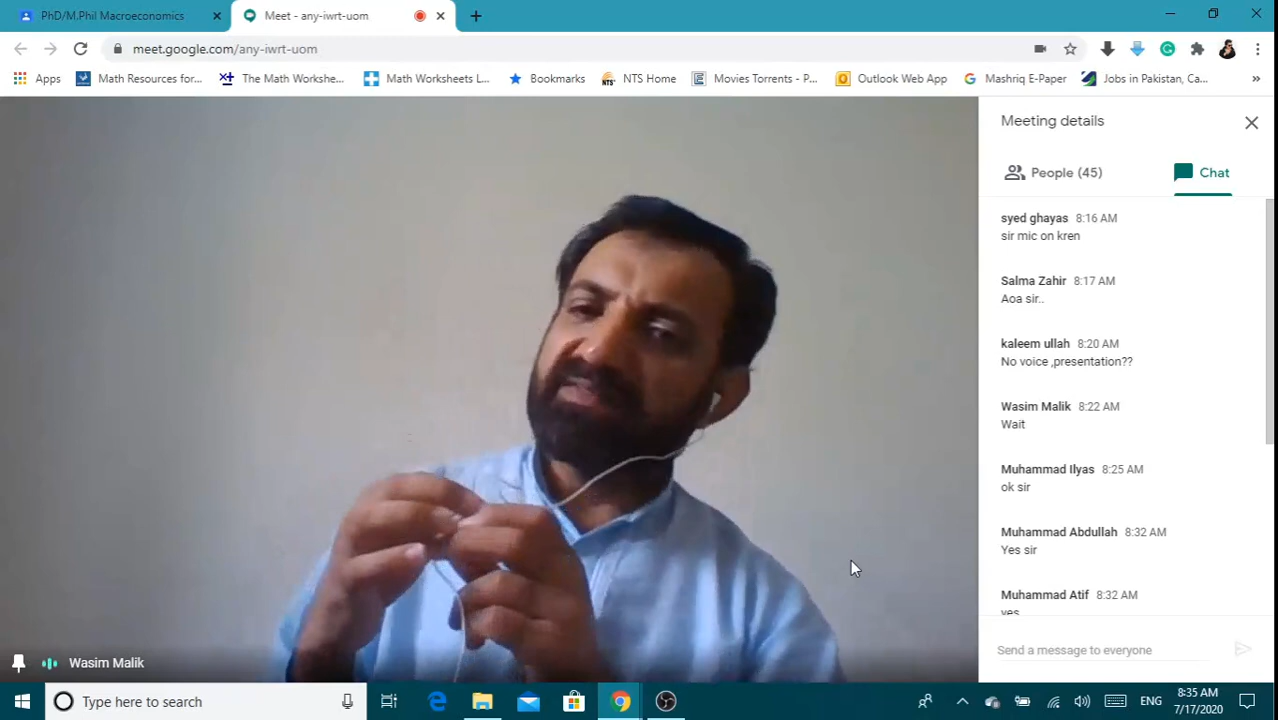 PhD/M.Phil Macroeconomics
Meet - any-iwrt-uom
meet.google.com/any-iwrt-uom
Apps
Math Resources for...
The Math Workshe...
Math Worksheets L...
Bookmarks
NTS Home
Movies Torrents - P...
Outlook Web App
Mashriq E-Paper
Jobs in Pakistan, Ca...
Meeting details
People (45)
Chat
syed ghayas 8:16 AM
sir mic on kren
Salma Zahir 8:17 AM
Aoa sir..
kaleem ullah 8:20 AM
No voice ,presentation??
Wasim Malik 8:22 AM
Wait
Muhammad Ilyas 8:25 AM
ok sir
Muhammad Abdullah 8:32 AM
Yes sir
Muhammad Atif 8:32 AM
yes
Send a message to everyone
Wasim Malik
Type here to search
ENG
8:35 AM
7/17/2020